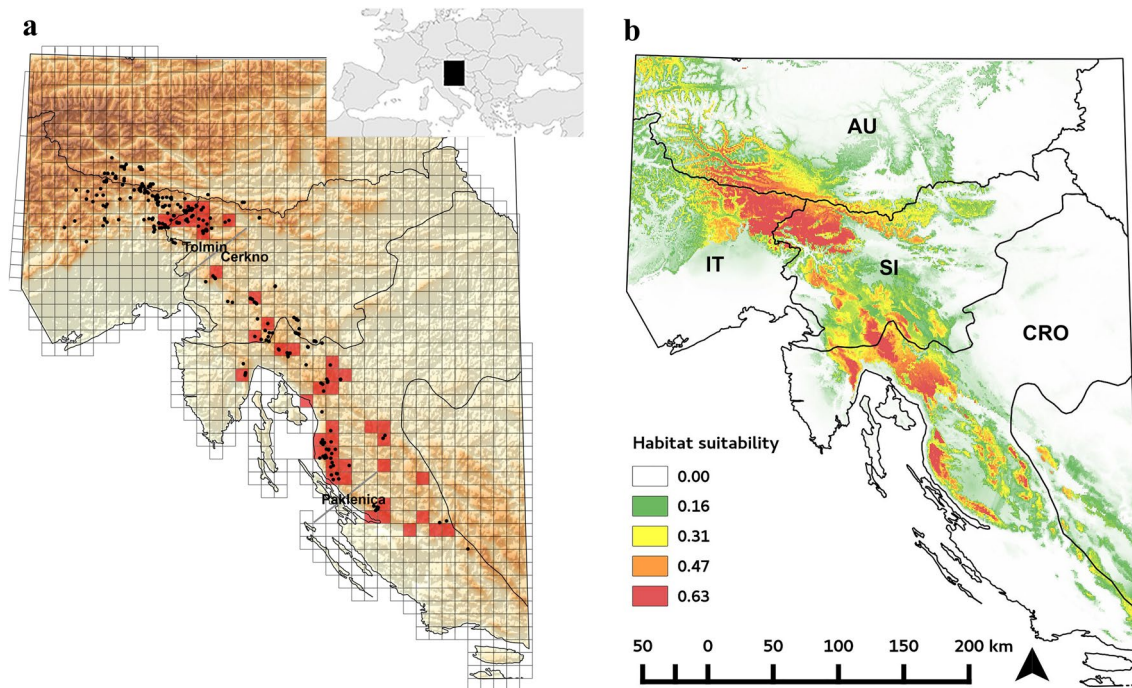 a
Tolmin
Cerkno
Paklenica
b
AU
IT
SI
CRO
Habitat suitability
0.00
0.16
0.31
0.47
0.63
50 0 50 100 150 200 km